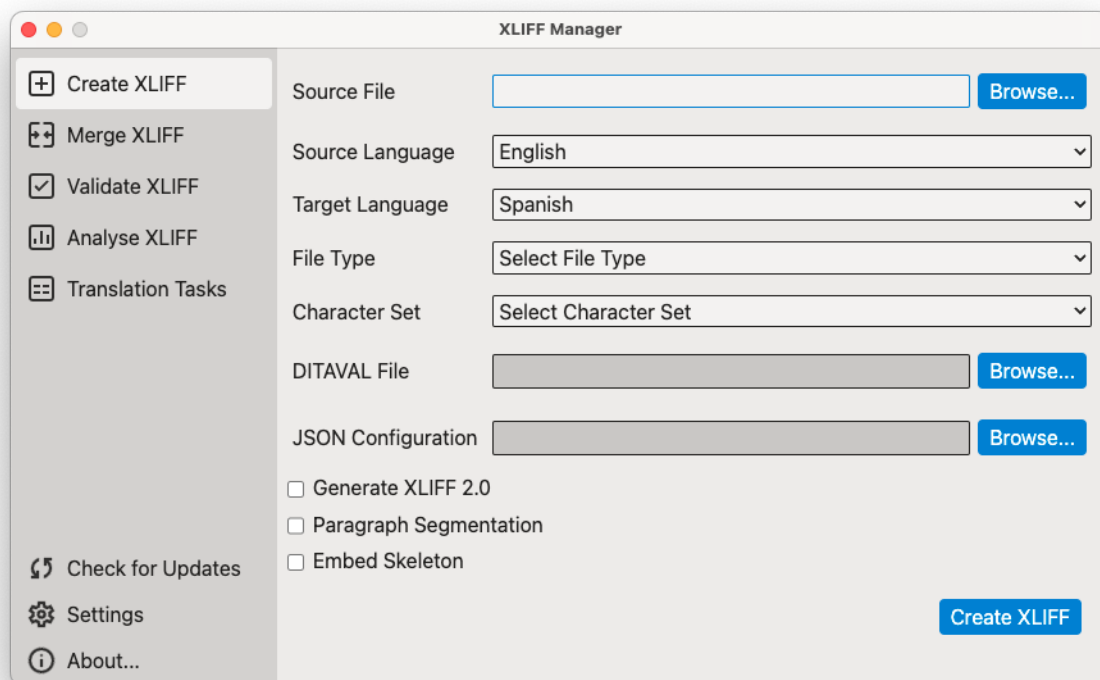 XLIFF Manager
Create XLIFF
Merge XLIFF
Validate XLIFF
Analyse XLIFF
Translation Tasks
Check for Updates
Settings
About...
Source File
Browse...
Source Language
English
Target Language
Spanish
File Type
Select File Type
Character Set
Select Character Set
DITAVAL File
Browse...
JSON Configuration
Browse...
Generate XLIFF 2.0
Paragraph Segmentation
Embed Skeleton
Create XLIFF